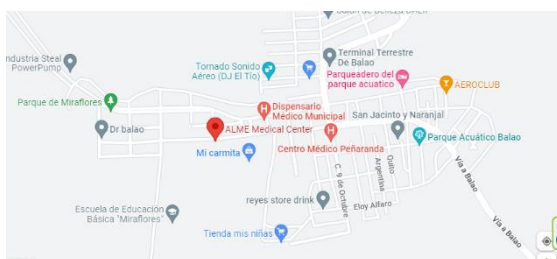 Industria Steal
PowerPump
Tornado Sonido
Aéreo (DJ El Tío)
Terminal Terrestre
De Balao
Parqueadero del
parque acuatico
AEROCLUB
Parque de Miraflores
Dispensario
Médico Municipal
San Jacinto y Naranjal
Dr balao
ALME Medical Center
Centro Médico Peñaranda
Parque Acuático Balao
Mi carmita
C. 9 de Octubre
Argentina
Quito
Vía a Balao
reyes store drink
Eloy Alfaro
Escuela de Educación
Básica "Miraflores"
Tienda mis niñas
Vía a Balao